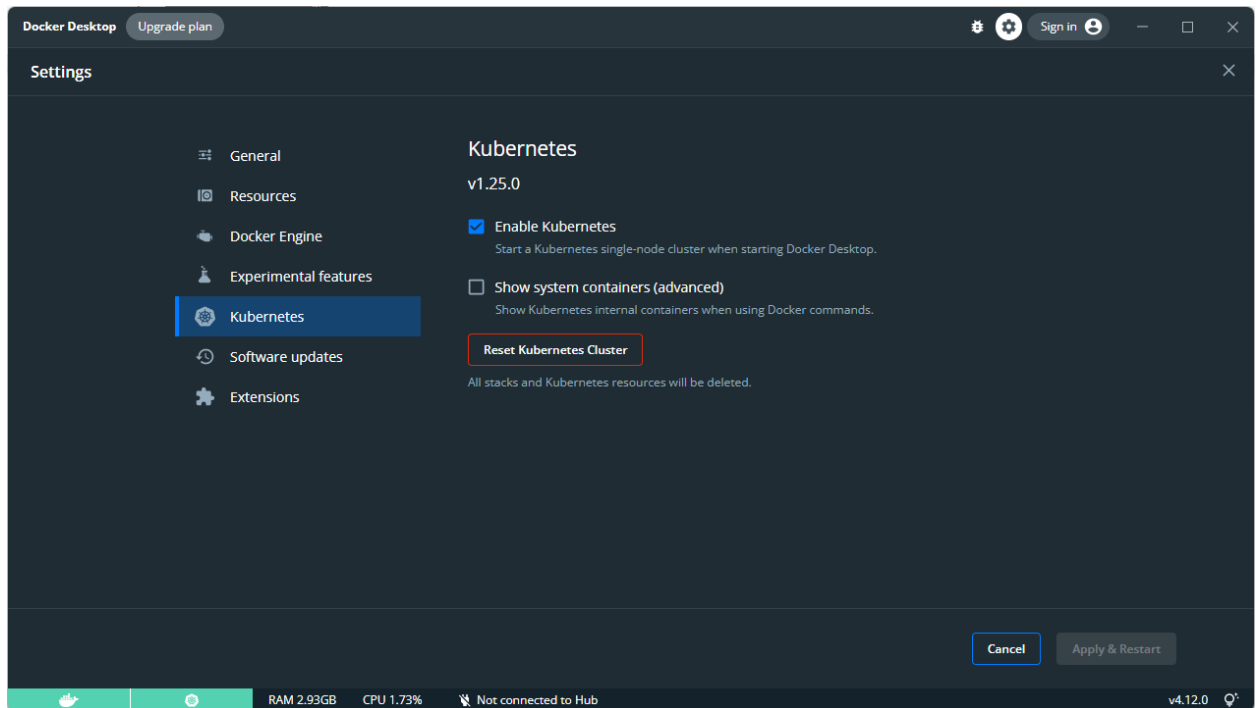 Docker Desktop Upgrade plan Sign in
Settings
General
Resources
Docker Engine
Experimental features
Kubernetes
Software updates
Extensions
Kubernetes
v1.25.0
Enable Kubernetes
Start a Kubernetes single-node cluster when starting Docker Desktop.
Show system containers (advanced)
Show Kubernetes internal containers when using Docker commands.
Reset Kubernetes Cluster
All stacks and Kubernetes resources will be deleted.
Cancel Apply & Restart
RAM 2.93GB CPU 1.73% Not connected to Hub v4.12.0